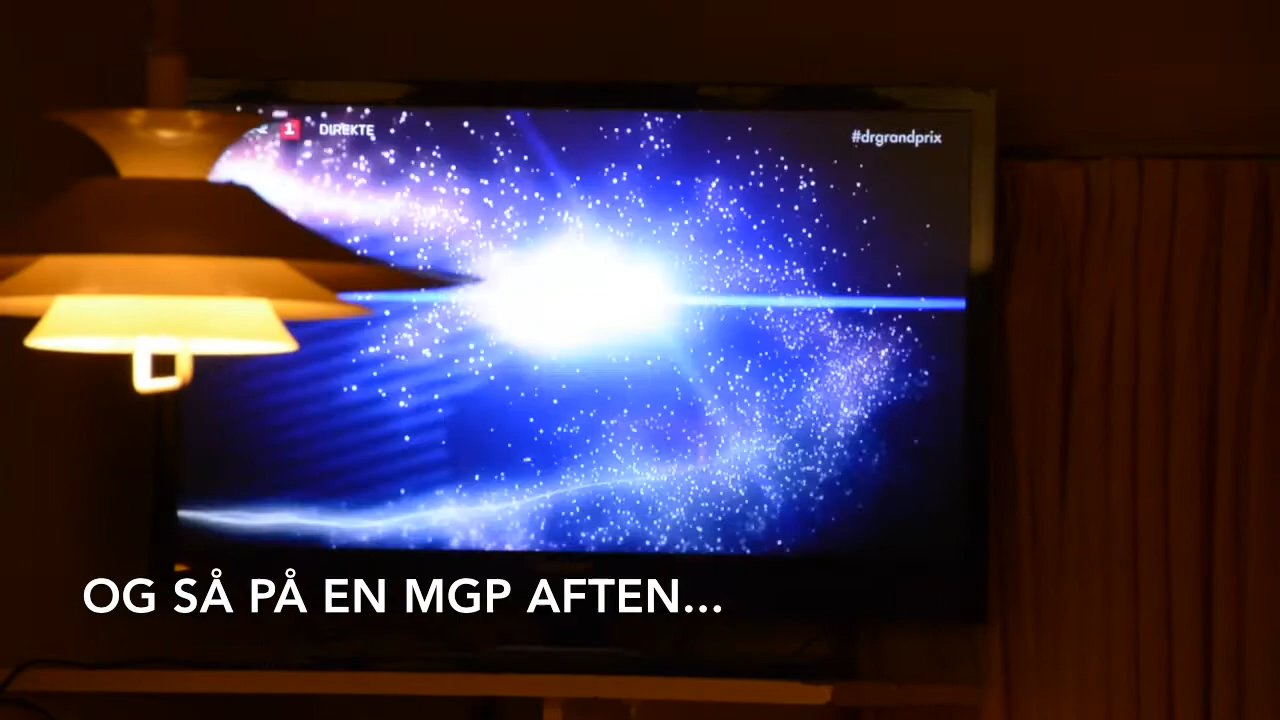 1 DIREKTE
#drgrandprix
OG SÅ PÅ EN MGP AFTEN...